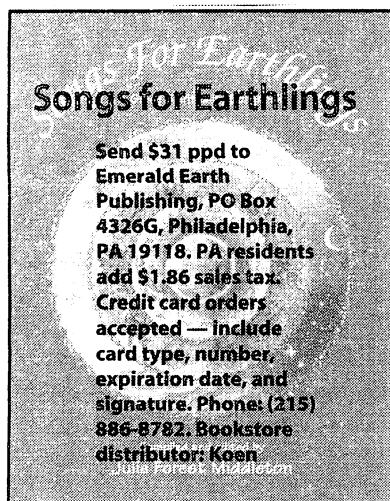 Songs For Earthlings
Songs for Earthlings
Send $31 ppd to
Emerald Earth
Publishing, PO Box
4326G, Philadelphia,
PA 19118. PA residents
add $1.86 sales tax.
Credit card orders
accepted — include
card type, number,
expiration date, and
signature. Phone: (215)
886-8782. Bookstore
distributor: Koen
Julie Forest Middleton